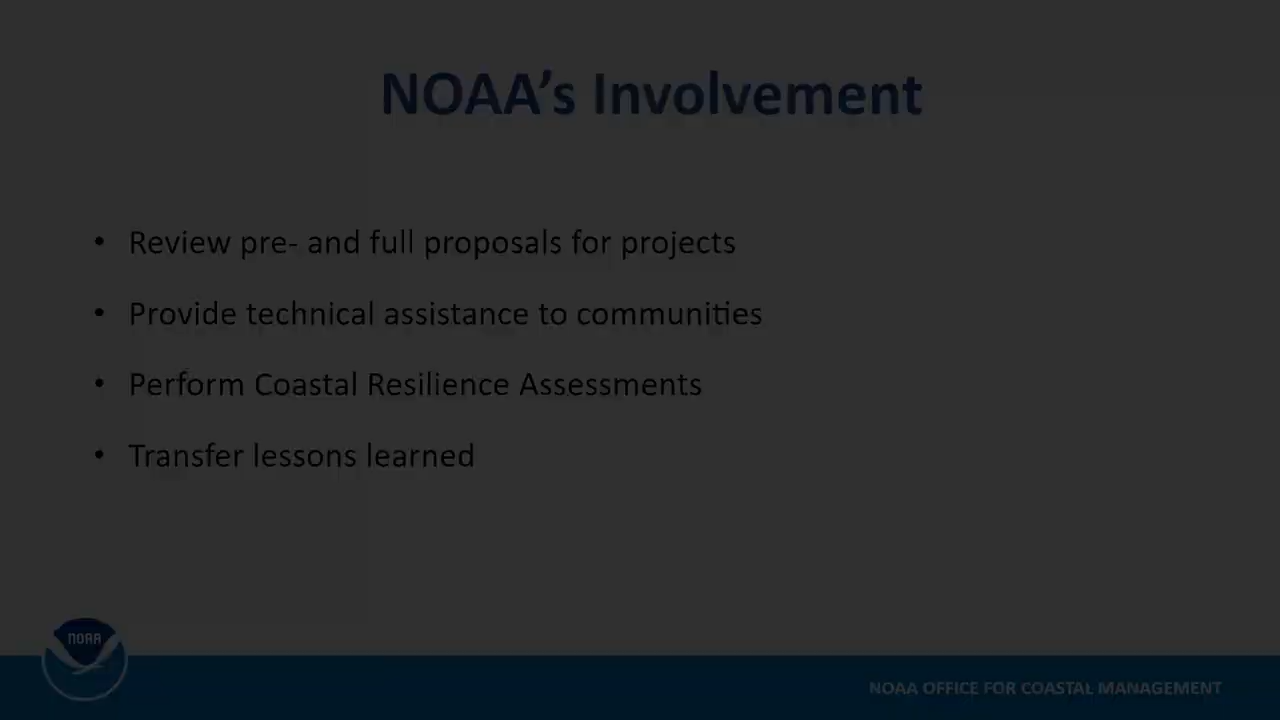 NOAA's Involvement
• Review pre- and full proposals for projects
• Provide technical assistance to communities
• Perform Coastal Resilience Assessments
• Transfer lessons learned
NOAA
NOAA OFFICE FOR COASTAL MANAGEMENT